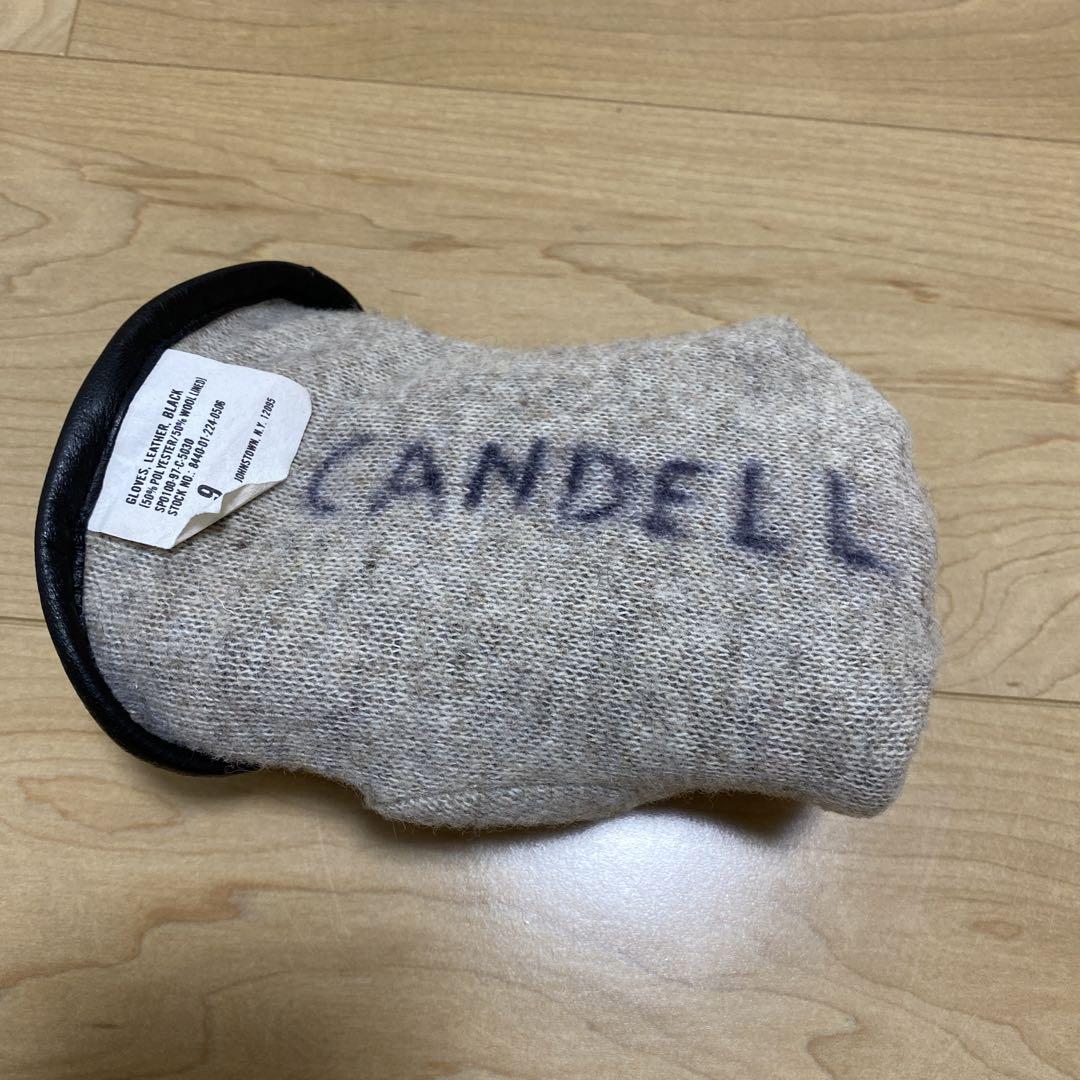 GLOVES, LEATHER, BLACK
(50% POLYESTER/50% WOOL LINED)
SPO100-97-C-5030
STOCK NO.: 8440-01-224-0506
9
JOHNSTOWN, N.Y. 12095
CANDELL